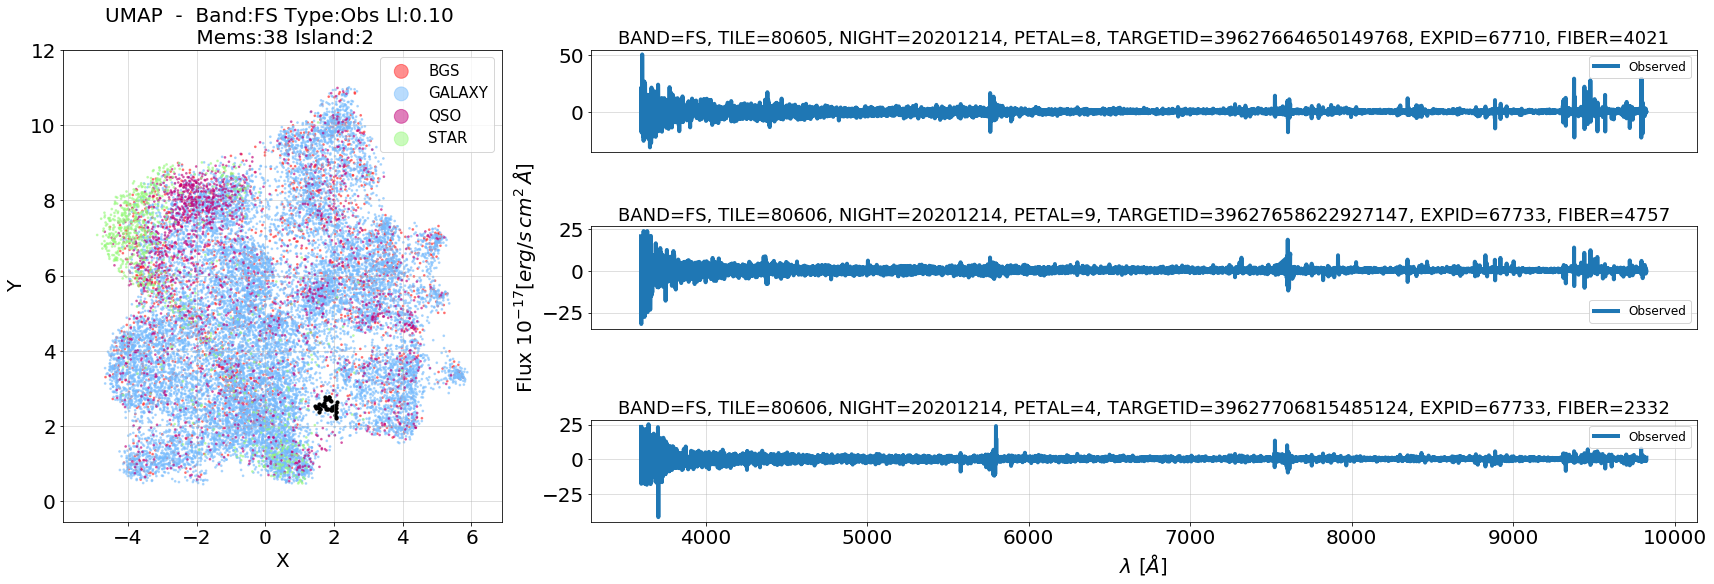 UMAP - Band:FS Type:Obs Ll:0.10
Mems:38 Island:2
12
10
8
6
4
2
0
Y
−4
−2
0
2
4
6
X
BGS
GALAXY
QSO
STAR
Flux 10⁻¹⁷[erg/s cm² Å]
BAND=FS, TILE=80605, NIGHT=20201214, PETAL=8, TARGETID=39627664650149768, EXPID=67710, FIBER=4021
50
0
Observed
BAND=FS, TILE=80606, NIGHT=20201214, PETAL=9, TARGETID=39627658622927147, EXPID=67733, FIBER=4757
25
0
−25
Observed
BAND=FS, TILE=80606, NIGHT=20201214, PETAL=4, TARGETID=39627706815485124, EXPID=67733, FIBER=2332
25
0
−25
Observed
4000
5000
6000
7000
8000
9000
10000
λ [Å]